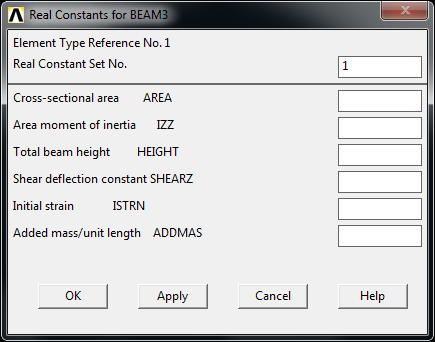 Real Constants for BEAM3
Element Type Reference No. 1
Real Constant Set No. 1
Cross-sectional area AREA
Area moment of inertia IZZ
Total beam height HEIGHT
Shear deflection constant SHEARZ
Initial strain ISTRN
Added mass/unit length ADDMAS
OK Apply Cancel Help